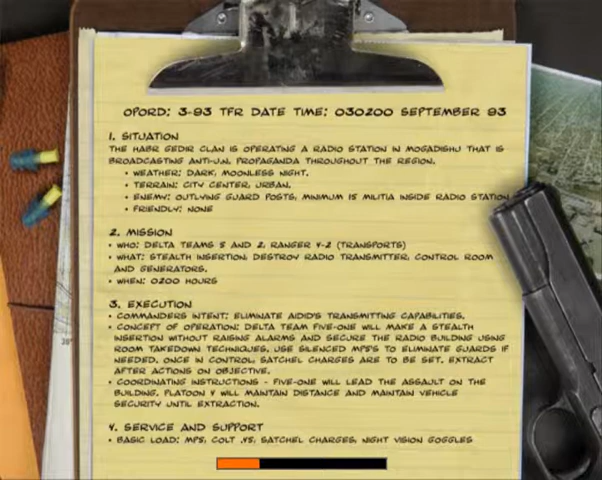 OPORD: 3-93 TFR DATE TIME: 030200 SEPTEMBER 93
1. SITUATION
THE HABR GEDIR CLAN IS OPERATING A RADIO STATION IN MOGADISHU THAT IS
BROADCASTING ANTI-U.N. PROPAGANDA THROUGHOUT THE REGION.
• WEATHER: DARK, MOONLESS NIGHT.
• TERRAIN: CITY CENTER, URBAN.
• ENEMY: OUTLYING GUARD POSTS, MINIMUM 15 MILITIA INSIDE RADIO STATION
• FRIENDLY: NONE
2. MISSION
• WHO: DELTA TEAMS 5 AND 2, RANGER 4-2 (TRANSPORTS)
• WHAT: STEALTH INSERTION, DESTROY RADIO TRANSMITTER, CONTROL ROOM
AND GENERATORS.
• WHEN: 0200 HOURS
3. EXECUTION
• COMMANDERS INTENT: ELIMINATE AIDID'S TRANSMITTING CAPABILITIES.
• CONCEPT OF OPERATION: DELTA TEAM FIVE-ONE WILL MAKE A STEALTH
INSERTION WITHOUT RAISING ALARMS AND SECURE THE RADIO BUILDING USING
ROOM TAKEDOWN TECHNIQUES. USE SILENCED MP5'S TO ELIMINATE GUARDS IF
NEEDED. ONCE IN CONTROL SATCHEL CHARGES ARE TO BE SET. EXTRACT
AFTER ACTIONS ON OBJECTIVE.
• COORDINATING INSTRUCTIONS - FIVE-ONE WILL LEAD THE ASSAULT ON THE
BUILDING. PLATOON 4 WILL MAINTAIN DISTANCE AND MAINTAIN VEHICLE
SECURITY UNTIL EXTRACTION.
4. SERVICE AND SUPPORT
• BASIC LOAD: MP5, COLT .45, SATCHEL CHARGES, NIGHT VISION GOGGLES